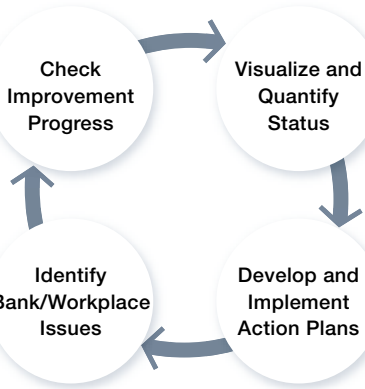 Check
Improvement
Progress
Visualize and
Quantify
Status
Develop and
Implement
Action Plans
Identify
Bank/Workplace
Issues